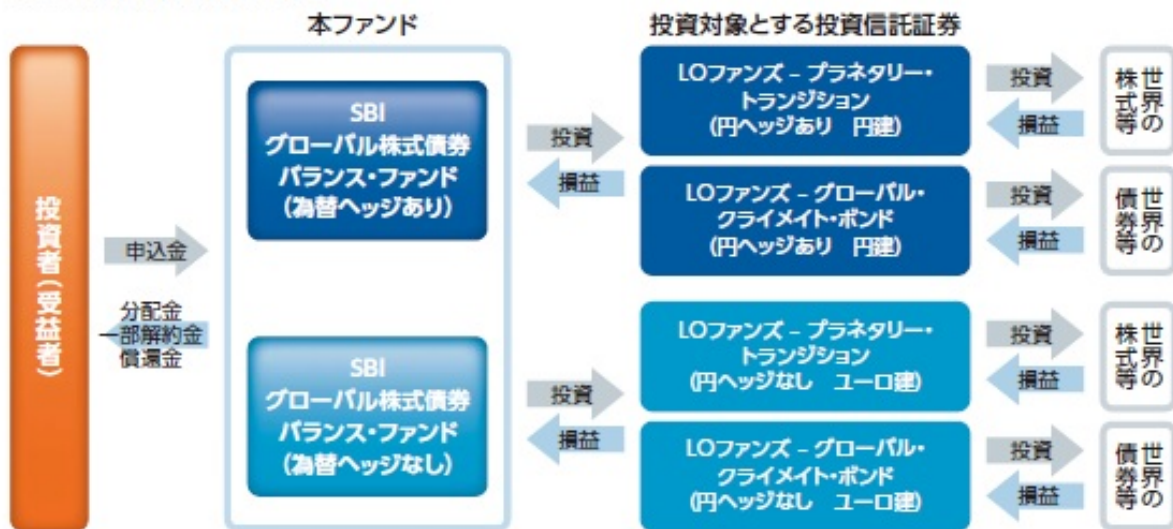 本ファンド
投資対象とする投資信託証券
投資者(受益者)
申込金
分配金
一部解約金
償還金
SBI
グローバル株式債券
バランス・ファンド
(為替ヘッジあり)
投資
損益
LOファンズ – プラネタリー・
トランジション
(円ヘッジあり 円建)
投資
損益
世界の
株式等
LOファンズ – グローバル・
クライメイト・ボンド
(円ヘッジあり 円建)
投資
損益
世界の
債券等
SBI
グローバル株式債券
バランス・ファンド
(為替ヘッジなし)
投資
損益
LOファンズ – プラネタリー・
トランジション
(円ヘッジなし ユーロ建)
投資
損益
世界の
株式等
LOファンズ – グローバル・
クライメイト・ボンド
(円ヘッジなし ユーロ建)
投資
損益
世界の
債券等